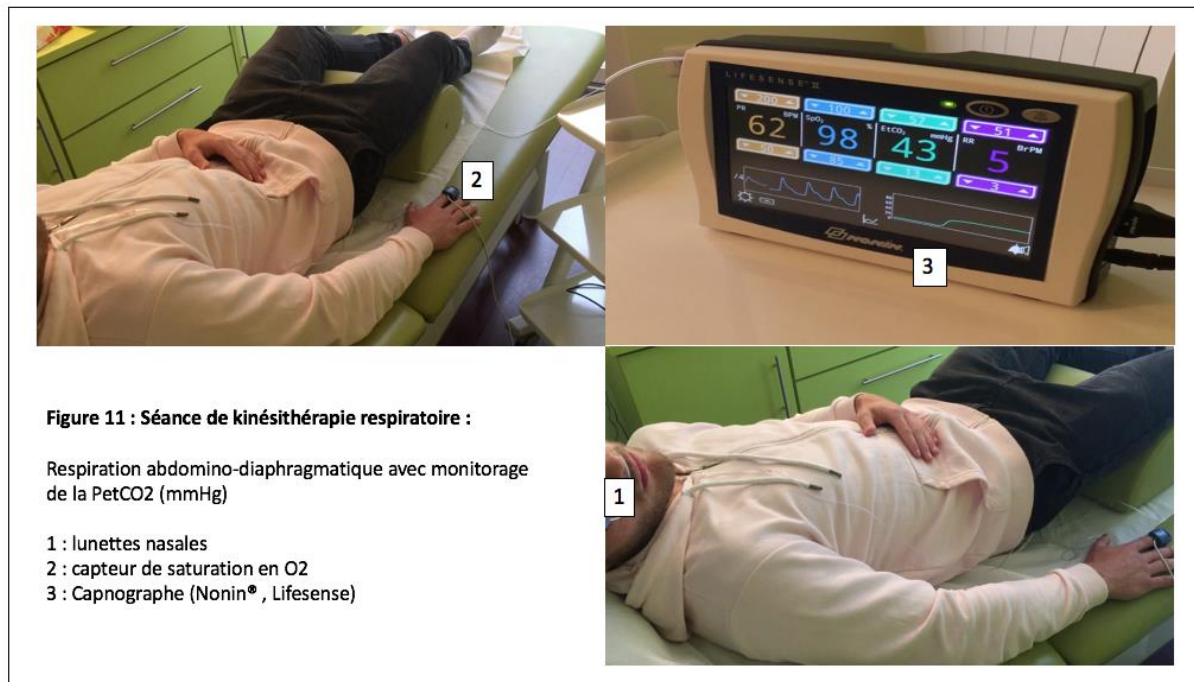 2
LIFESENSE II
200
100
57
51
PR
BPM
SpO₂
%
EtCO₂
mmHg
RR
BrPM
62
98
43
5
50
85
13
3
3
Figure 11 : Séance de kinésithérapie respiratoire :
Respiration abdomino-diaphragmatique avec monitorage
de la PetCO2 (mmHg)
1 : lunettes nasales
2 : capteur de saturation en O2
3 : Capnographe (Nonin® , Lifesense)
1